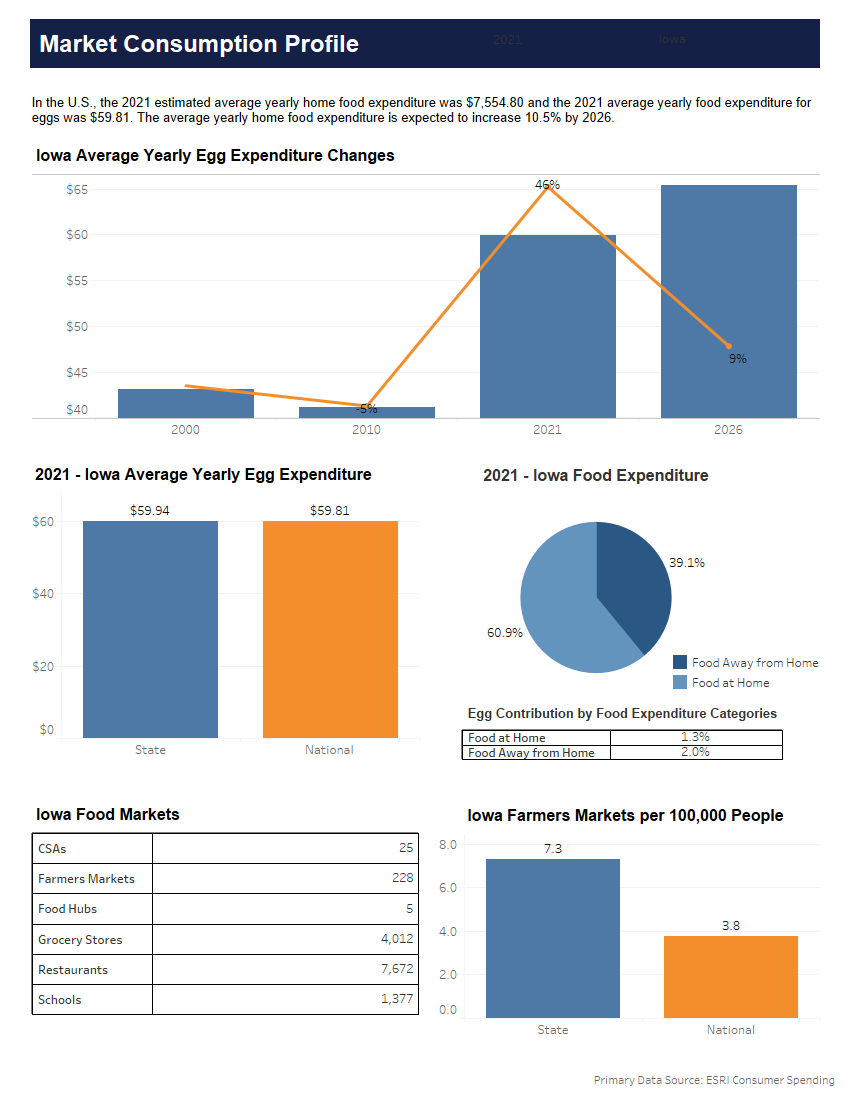 Market Consumption Profile
2021
Iowa
In the U.S., the 2021 estimated average yearly home food expenditure was $7,554.80 and the 2021 average yearly food expenditure for
eggs was $59.81. The average yearly home food expenditure is expected to increase 10.5% by 2026.
Iowa Average Yearly Egg Expenditure Changes
$65
$60
$55
$50
$45
$40
46%
9%
-5%
2000
2010
2021
2026
2021 - Iowa Average Yearly Egg Expenditure
$60
$40
$20
$0
$59.94
$59.81
State
National
2021 - Iowa Food Expenditure
39.1%
60.9%
Food Away from Home
Food at Home
Egg Contribution by Food Expenditure Categories
Food at Home 1.3%
Food Away from Home 2.0%
Iowa Food Markets
CSAs 25
Farmers Markets 228
Food Hubs 5
Grocery Stores 4,012
Restaurants 7,672
Schools 1,377
Iowa Farmers Markets per 100,000 People
8.0
6.0
4.0
2.0
0.0
7.3
3.8
State
National
Primary Data Source: ESRI Consumer Spending